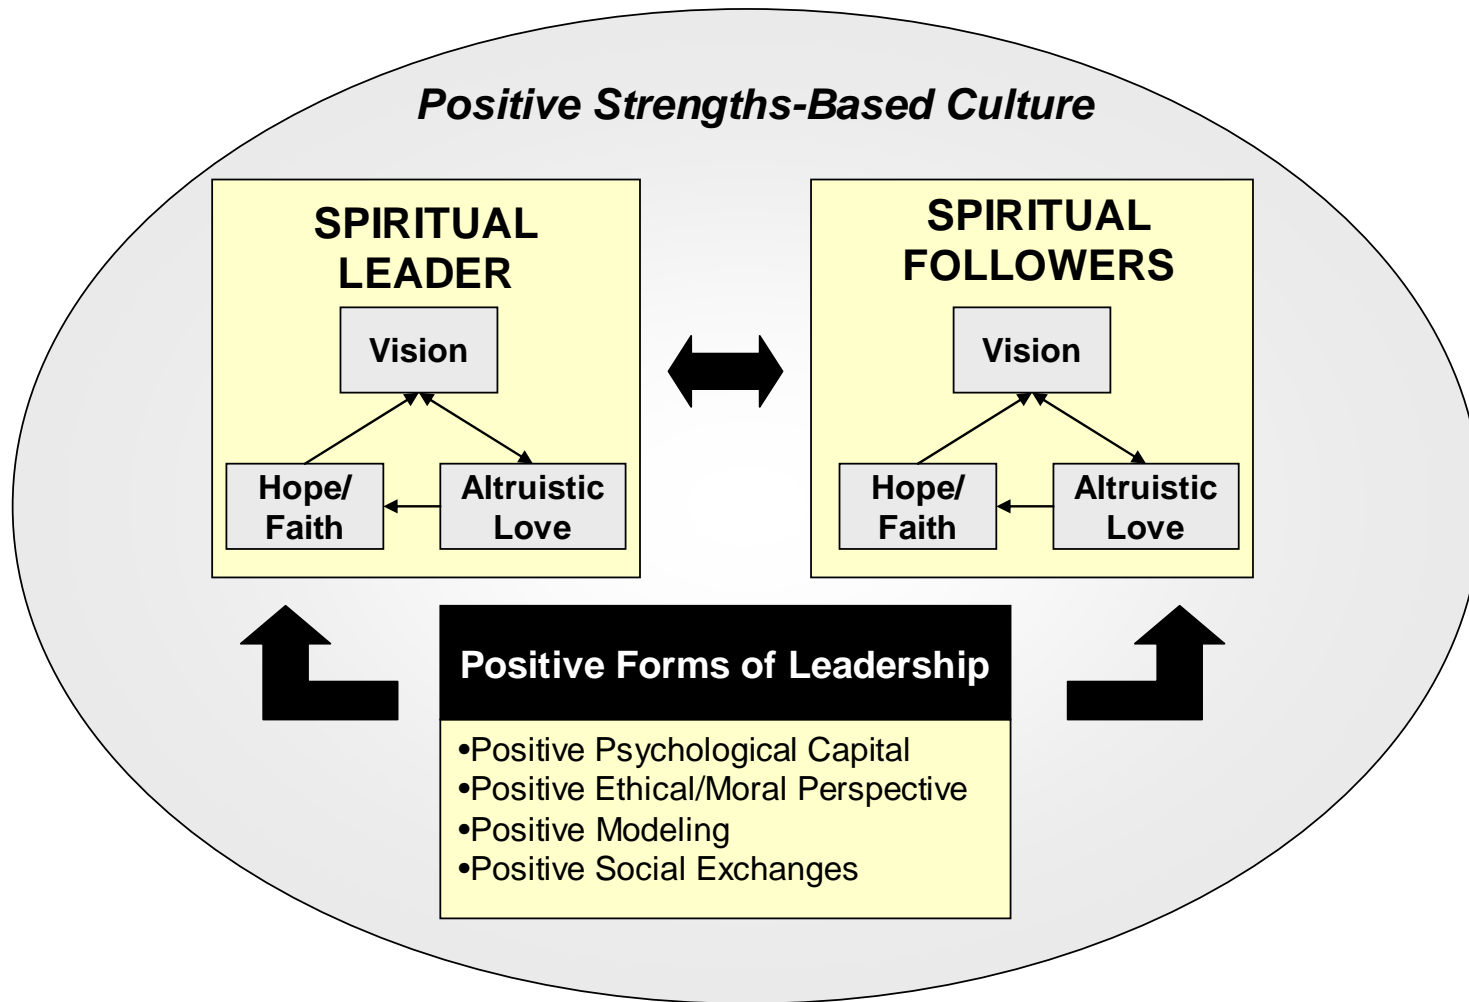 Positive Strengths-Based Culture
SPIRITUAL
LEADER
Vision
Hope/
Faith
Altruistic
Love
SPIRITUAL
FOLLOWERS
Vision
Hope/
Faith
Altruistic
Love
Positive Forms of Leadership
•Positive Psychological Capital
•Positive Ethical/Moral Perspective
•Positive Modeling
•Positive Social Exchanges